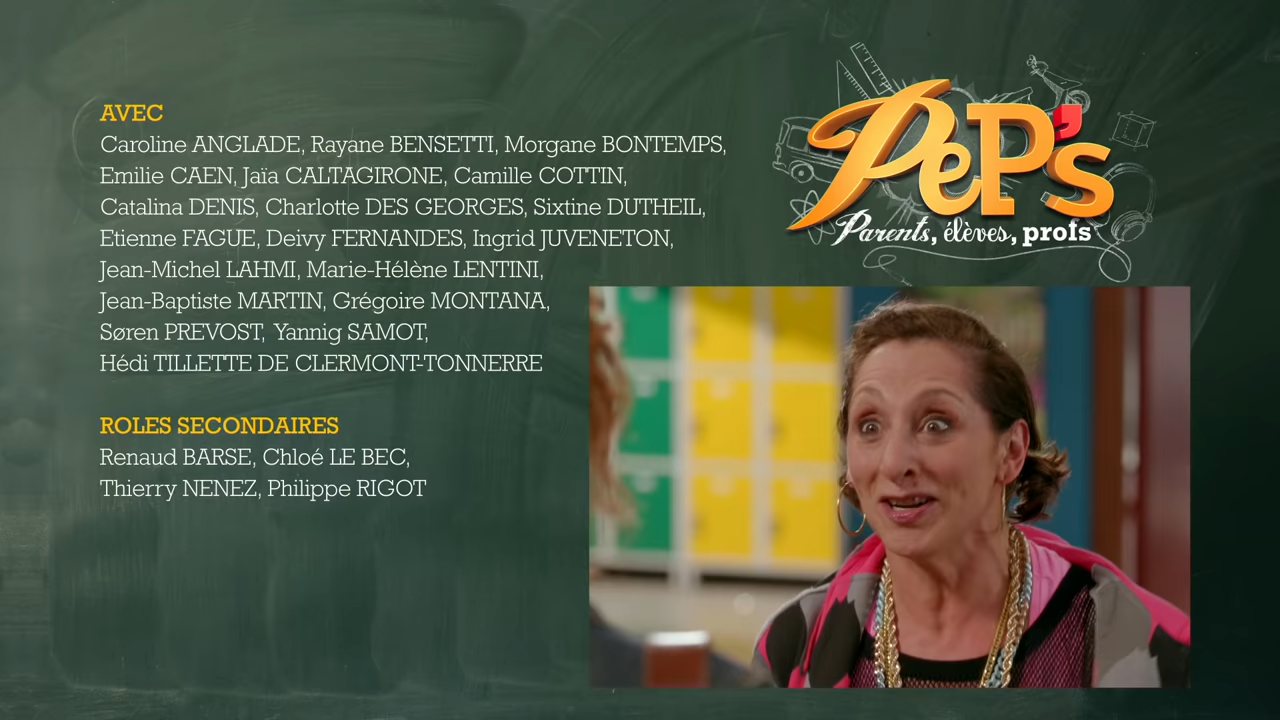 AVEC
Caroline ANGLADE, Rayane BENSETTI, Morgane BONTEMPS,
Emilie CAEN, Jaïa CALTAGIRONE, Camille COTTIN,
Catalina DENIS, Charlotte DES GEORGES, Sixtine DUTHEIL,
Etienne FAGUE, Deivy FERNANDES, Ingrid JUVENETON,
Jean-Michel LAHMI, Marie-Hélène LENTINI,
Jean-Baptiste MARTIN, Grégoire MONTANA,
Søren PREVOST, Yannig SAMOT,
Hédi TILLETTE DE CLERMONT-TONNERRE
ROLES SECONDAIRES
Renaud BARSE, Chloé LE BEC,
Thierry NENEZ, Philippe RIGOT
PeP's
Parents, élèves, profs